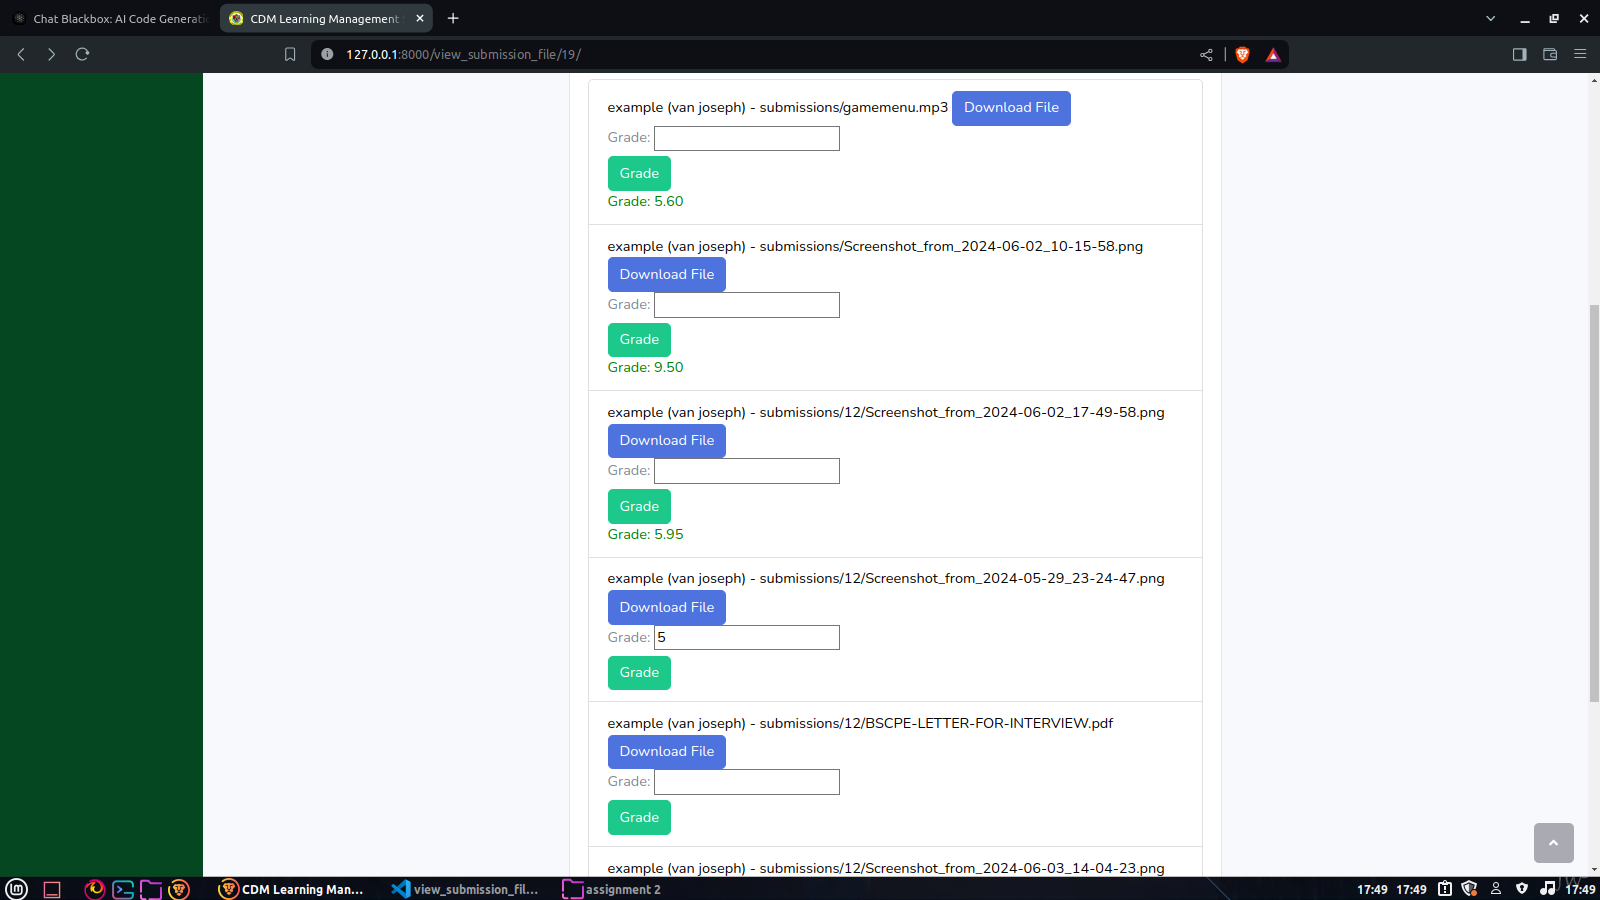 Chat Blackbox: AI Code Generati
CDM Learning Management
127.0.0.1:8000/view_submission_file/19/
example (van joseph) - submissions/gamemenu.mp3 Download File
Grade:
Grade
Grade: 5.60
example (van joseph) - submissions/Screenshot_from_2024-06-02_10-15-58.png
Download File
Grade:
Grade
Grade: 9.50
example (van joseph) - submissions/12/Screenshot_from_2024-06-02_17-49-58.png
Download File
Grade:
Grade
Grade: 5.95
example (van joseph) - submissions/12/Screenshot_from_2024-05-29_23-24-47.png
Download File
Grade: 5
Grade
example (van joseph) - submissions/12/BSCPE-LETTER-FOR-INTERVIEW.pdf
Download File
Grade:
Grade
example (van joseph) - submissions/12/Screenshot_from_2024-06-03_14-04-23.png
CDM Learning Man...
view_submission_fil...
assignment 2
17:49 17:49
17:49